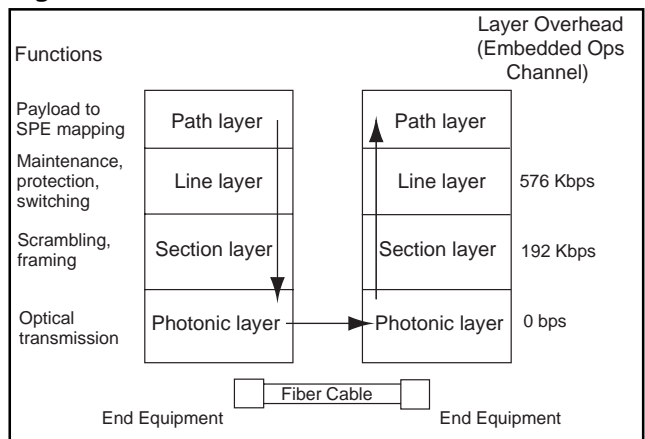 Layer Overhead
(Embedded Ops
Channel)
Functions
Payload to
SPE mapping
Path layer
Path layer
Maintenance,
protection,
switching
Line layer
Line layer
576 Kbps
Scrambling,
framing
Section layer
Section layer
192 Kbps
Optical
transmission
Photonic layer
Photonic layer
0 bps
Fiber Cable
End Equipment
End Equipment